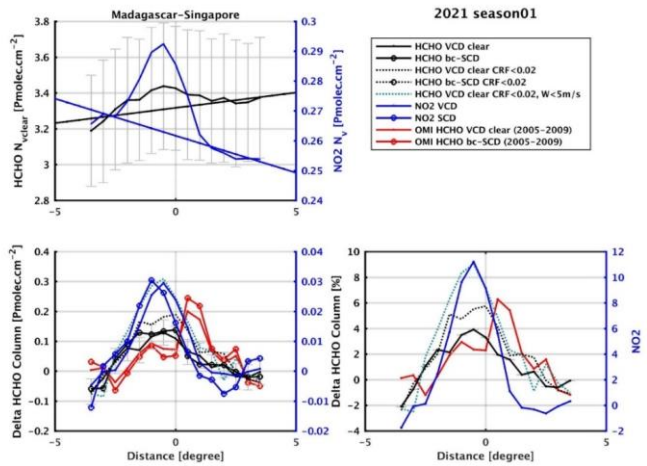 Madagascar-Singapore
2021 season01
HCHO N_vclear [Pmolec.cm^-2]
3.8
3.6
3.4
3.2
3
2.8
NO2 N_v [Pmolec.cm^-2]
0.3
0.29
0.28
0.27
0.26
0.25
0.24
-5 0 5
HCHO VCD clear
HCHO bc-SCD
HCHO VCD clear CRF<0.02
HCHO bc-SCD CRF<0.02
HCHO VCD clear CRF<0.02, W<5m/s
NO2 VCD
NO2 SCD
OMI HCHO VCD clear (2005-2009)
OMI HCHO bc-SCD (2005-2009)
Delta HCHO Column [Pmolec.cm^-2]
0.4
0.3
0.2
0.1
0
-0.1
-0.2
0.04
0.03
0.02
0.01
0
-0.01
-0.02
-5 0 5
Distance [degree]
Delta HCHO Column [%]
10
8
6
4
2
0
-2
-4
NO2
12
10
8
6
4
2
0
-2
-5 0 5
Distance [degree]